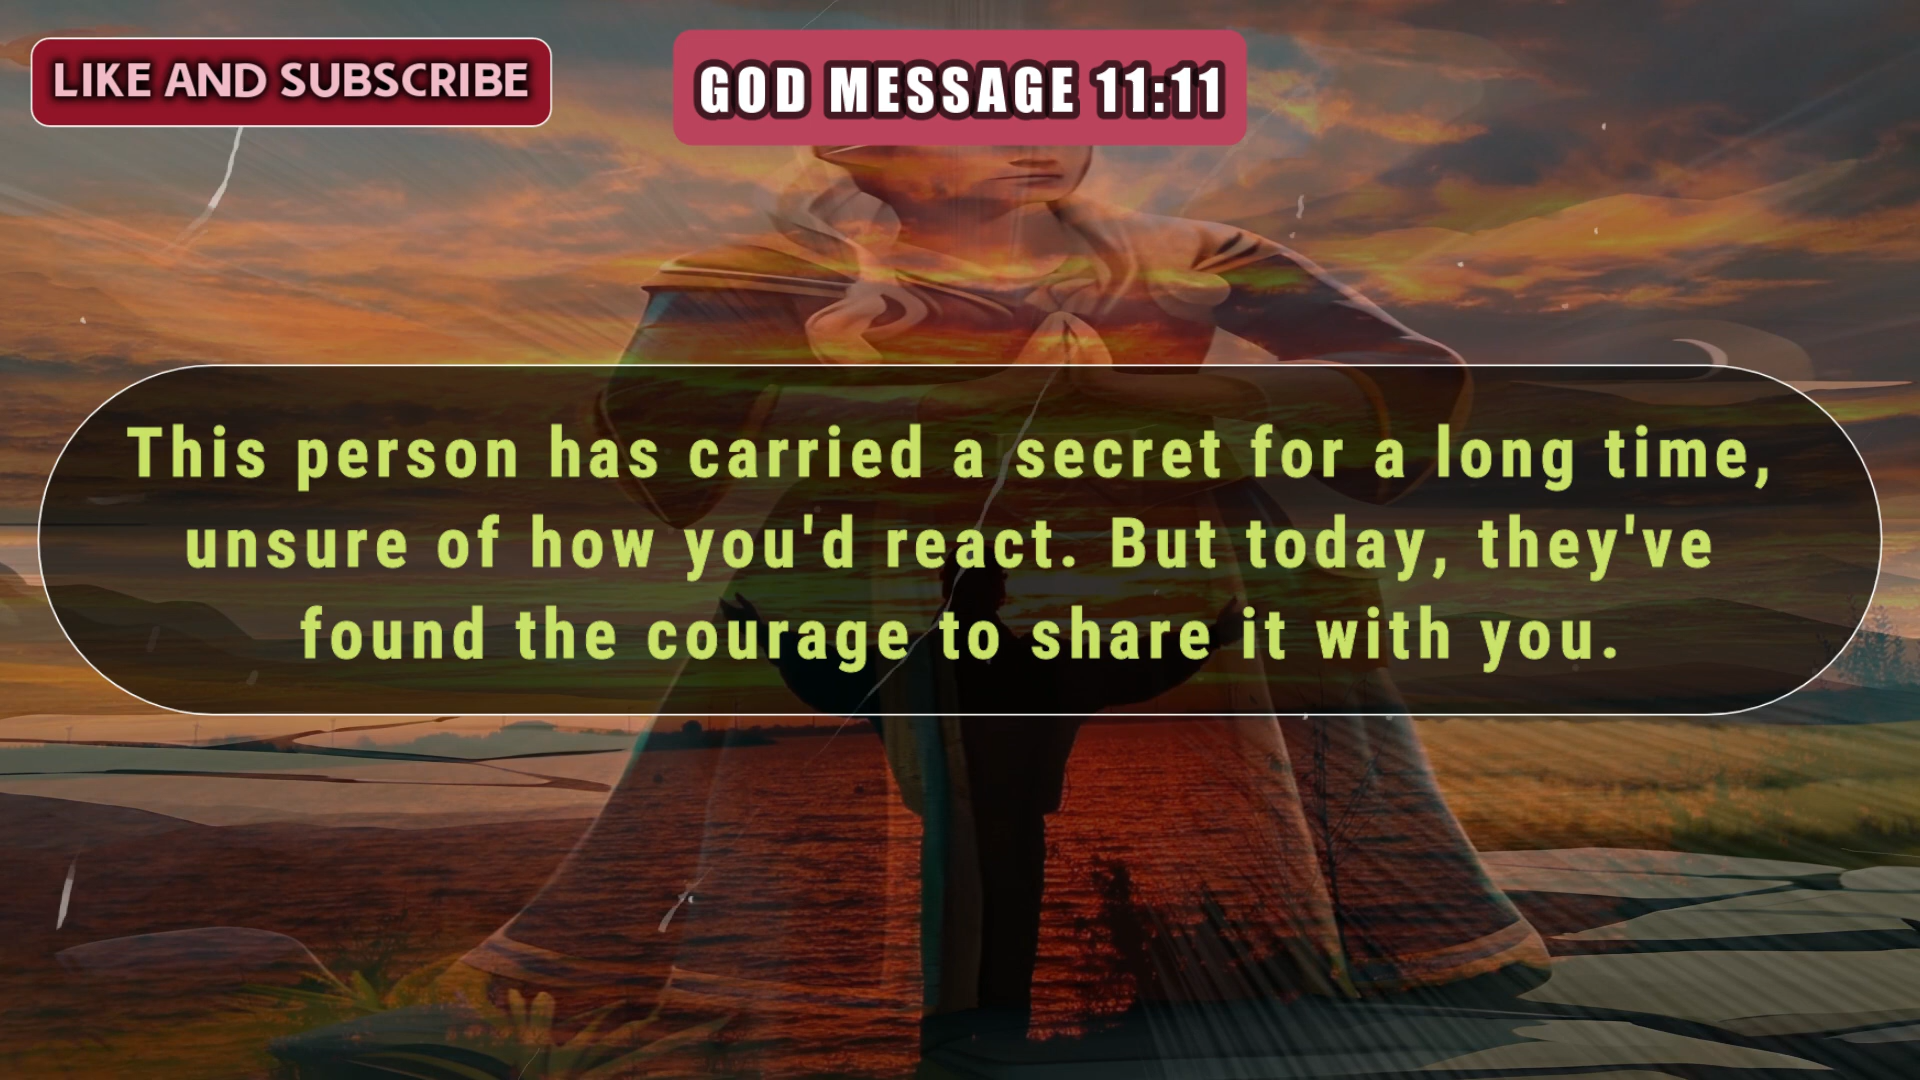 LIKE AND SUBSCRIBE
GOD MESSAGE 11:11
This person has carried a secret for a long time,
unsure of how you'd react. But today, they've
found the courage to share it with you.